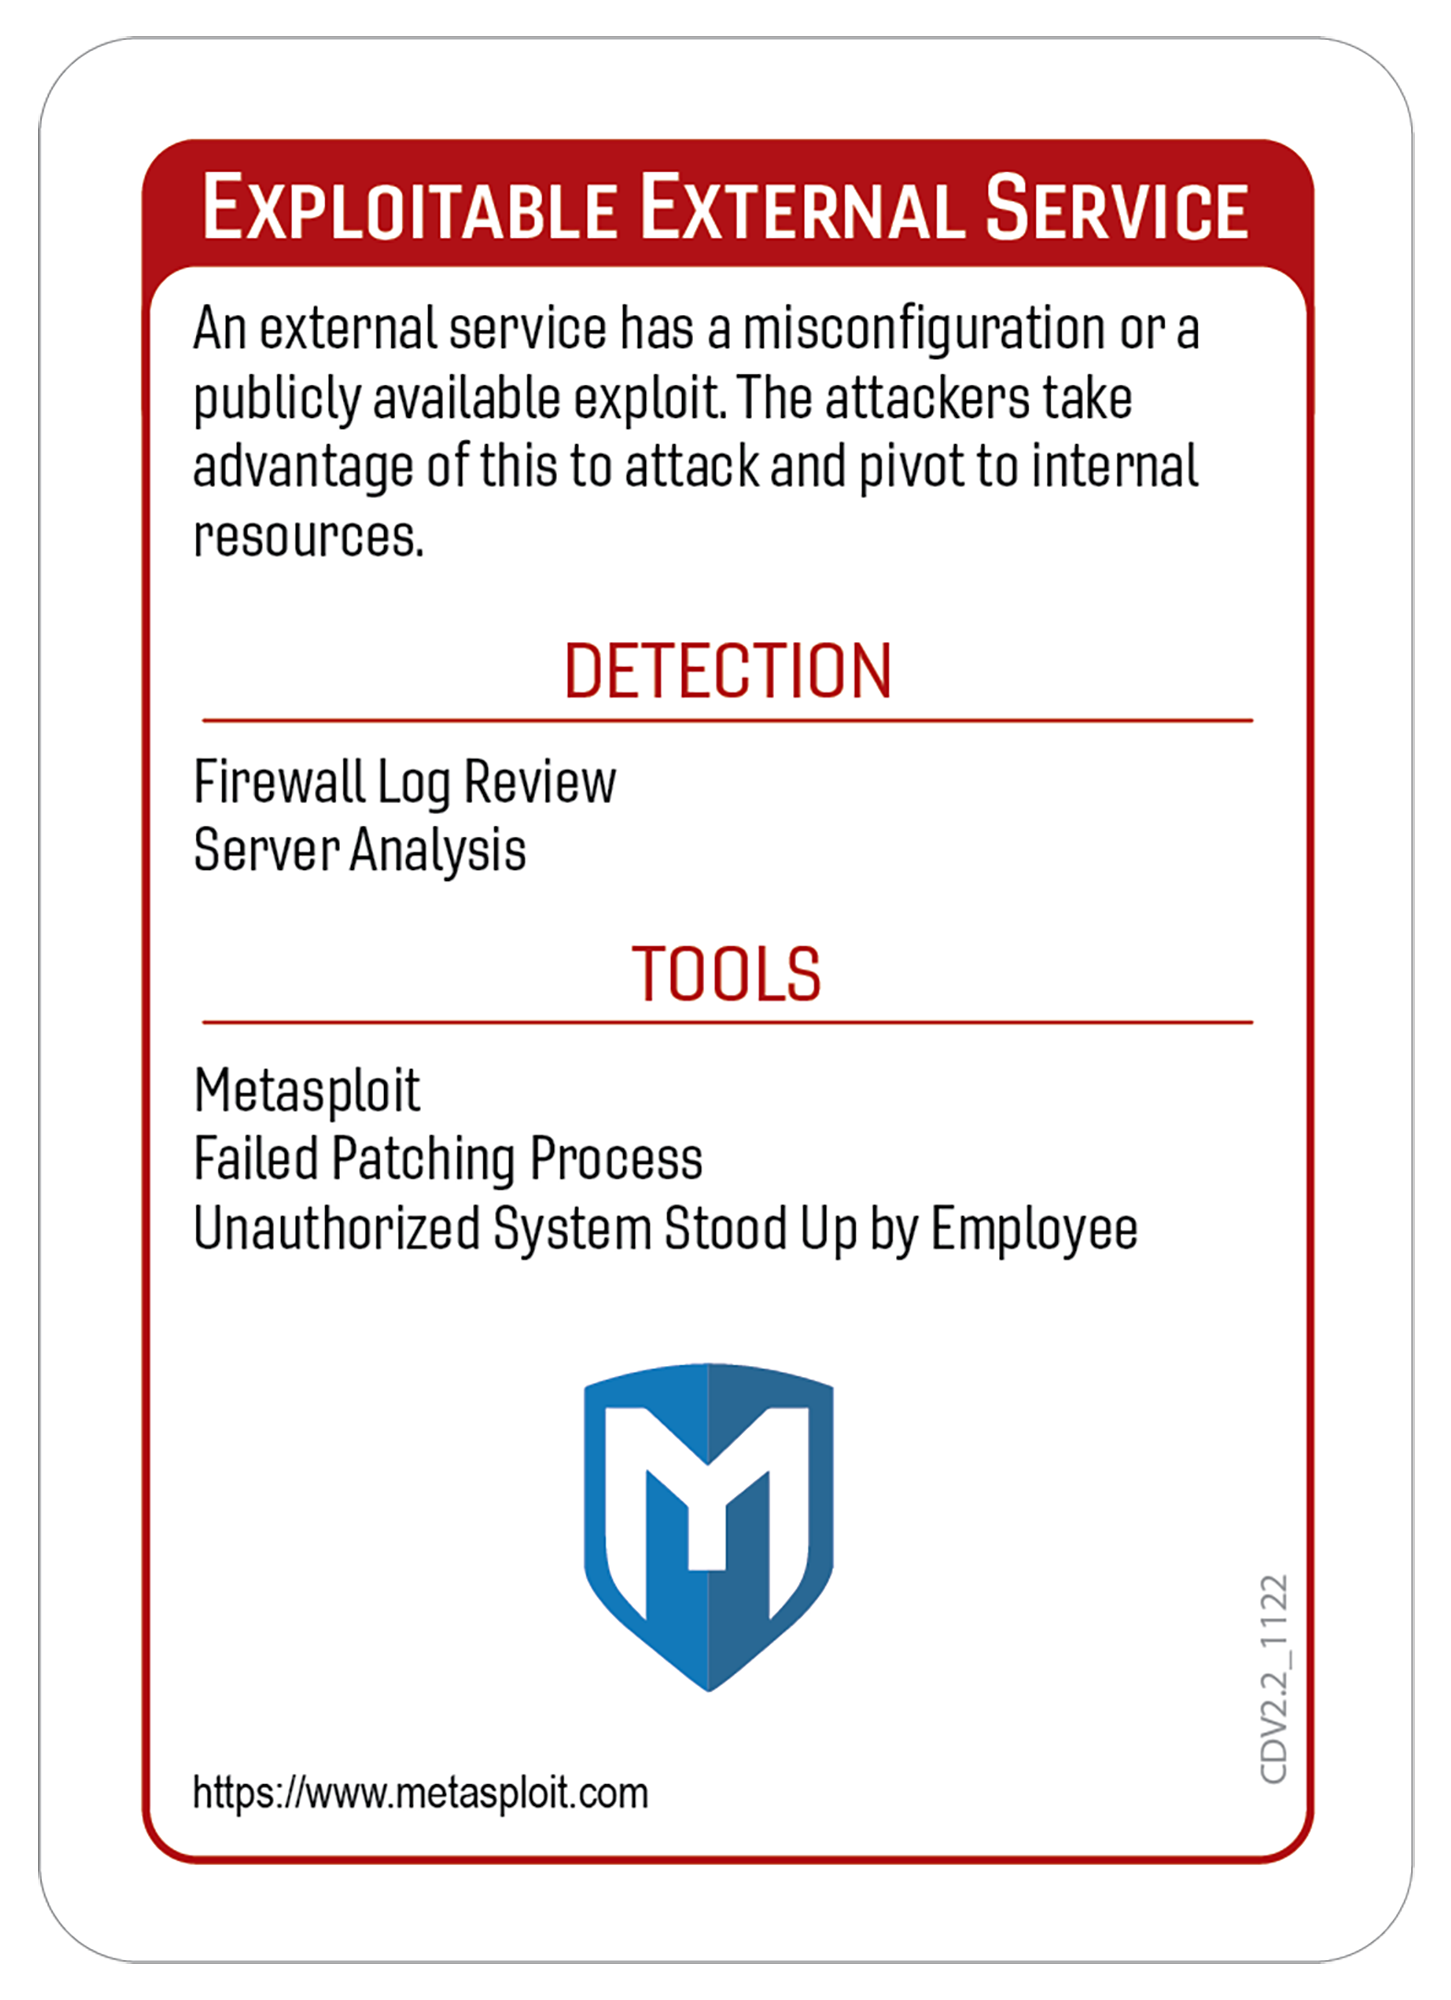 EXPLOITABLE EXTERNAL SERVICE
An external service has a misconfiguration or a
publicly available exploit. The attackers take
advantage of this to attack and pivot to internal
resources.
DETECTION
Firewall Log Review
Server Analysis
TOOLS
Metasploit
Failed Patching Process
Unauthorized System Stood Up by Employee
M
CDV2.2_1122
https://www.metasploit.com